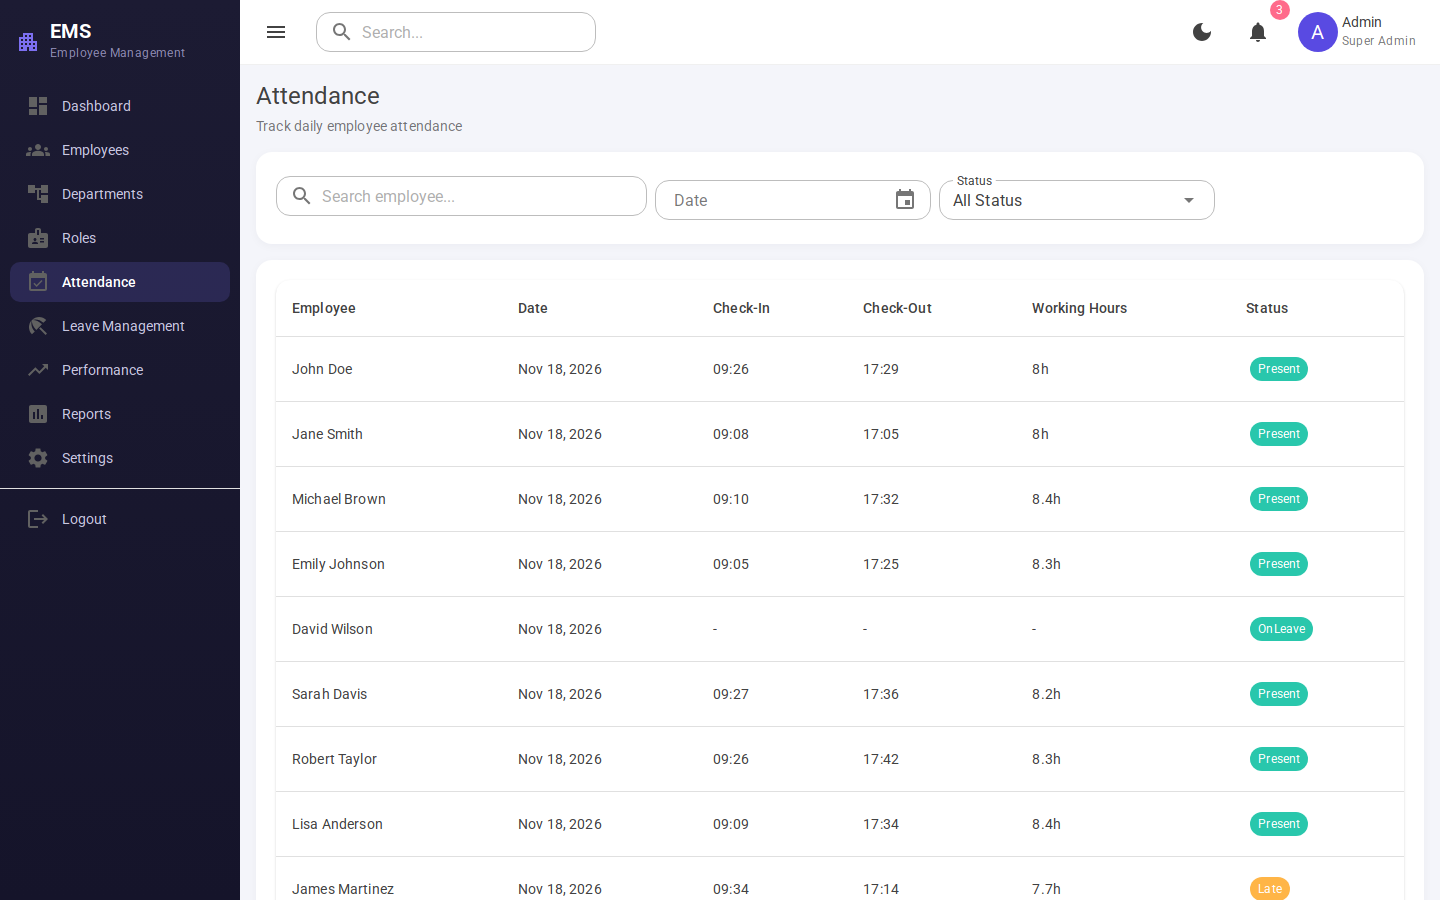 EMS
Employee Management
Dashboard
Employees
Departments
Roles
Attendance
Leave Management
Performance
Reports
Settings
Logout
Search...
3
A
Admin
Super Admin
Attendance
Track daily employee attendance
Search employee...
Date
Status
All Status
Employee Date Check-In Check-Out Working Hours Status
John Doe Nov 18, 2026 09:26 17:29 8h Present
Jane Smith Nov 18, 2026 09:08 17:05 8h Present
Michael Brown Nov 18, 2026 09:10 17:32 8.4h Present
Emily Johnson Nov 18, 2026 09:05 17:25 8.3h Present
David Wilson Nov 18, 2026 - - - OnLeave
Sarah Davis Nov 18, 2026 09:27 17:36 8.2h Present
Robert Taylor Nov 18, 2026 09:26 17:42 8.3h Present
Lisa Anderson Nov 18, 2026 09:09 17:34 8.4h Present
James Martinez Nov 18, 2026 09:34 17:14 7.7h Late